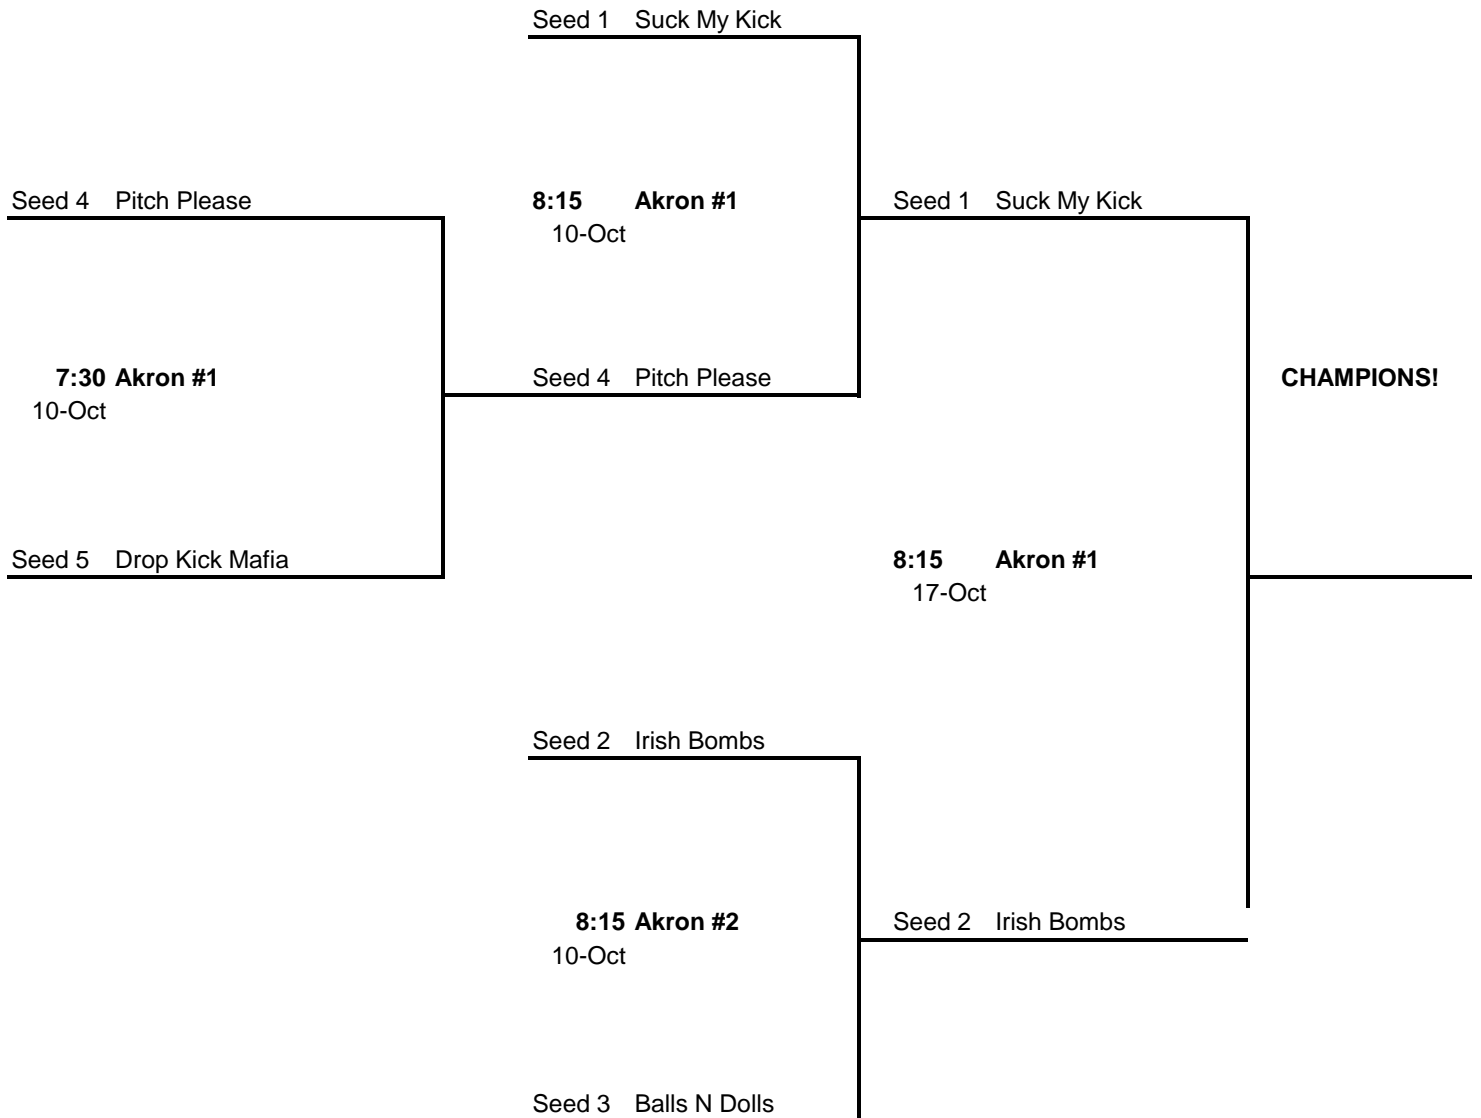 Seed 1 Suck My Kick
Seed 4 Pitch Please
8:15 Akron #1
Seed 1 Suck My Kick
10-Oct
7:30 Akron #1
Seed 4 Pitch Please
CHAMPIONS!
10-Oct
Seed 5 Drop Kick Mafia
8:15 Akron #1
17-Oct
Seed 2 Irish Bombs
8:15 Akron #2
Seed 2 Irish Bombs
10-Oct
Seed 3 Balls N Dolls